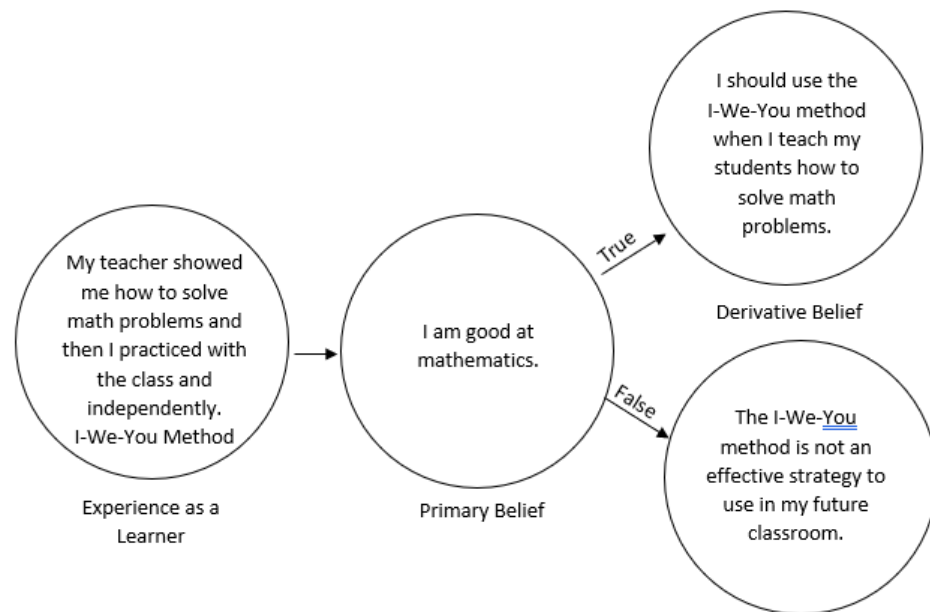 My teacher showed
me how to solve
math problems and
then I practiced with
the class and
independently.
I-We-You Method
Experience as a
Learner
I am good at
mathematics.
Primary Belief
True
I should use the
I-We-You method
when I teach my
students how to
solve math
problems.
Derivative Belief
False
The I-We-You
method is not an
effective strategy to
use in my future
classroom.